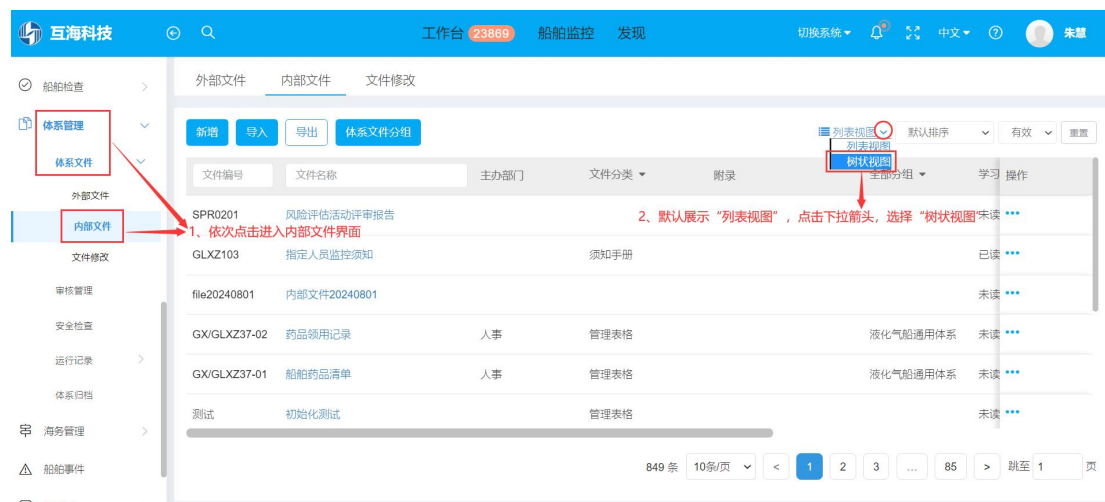 互海科技
工作台 23869 船舶监控 发现
切换系统 中文 朱慧
船舶检查
体系管理
体系文件
外部文件
内部文件
文件修改
审核管理
安全检查
运行记录
体系归档
海务管理
船舶事件
外部文件 内部文件 文件修改
新增 导入 导出 体系文件分组
列表视图 默认排序 有效 重置
列表视图
树状视图
文件编号 文件名称 主办部门 文件分类 附录 全部分组 学习 操作
SPR0201 风险评估活动评审报告 未读
2、默认展示“列表视图”，点击下拉箭头，选择“树状视图”
1、依次点击进入内部文件界面
GLXZ103 指定人员监控须知 须知手册 已读
file20240801 内部文件20240801 未读
GX/GLXZ37-02 药品领用记录 人事 管理表格 液化气船通用体系 未读
GX/GLXZ37-01 船舶药品清单 人事 管理表格 液化气船通用体系 未读
测试 初始化测试 管理表格 未读
849 条 10条/页 < 1 2 3 ... 85 > 跳至 1 页